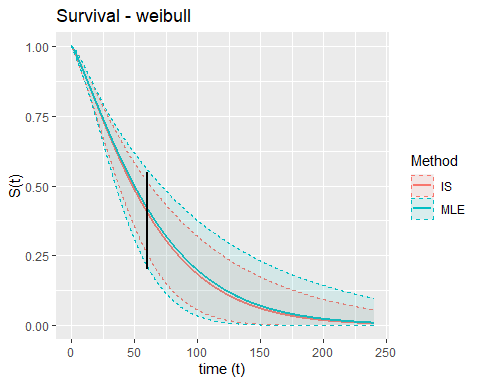 Survival - weibull
1.00
0.75
0.50
0.25
0.00
S(t)
0 50 100 150 200 250
time (t)
Method
IS
MLE